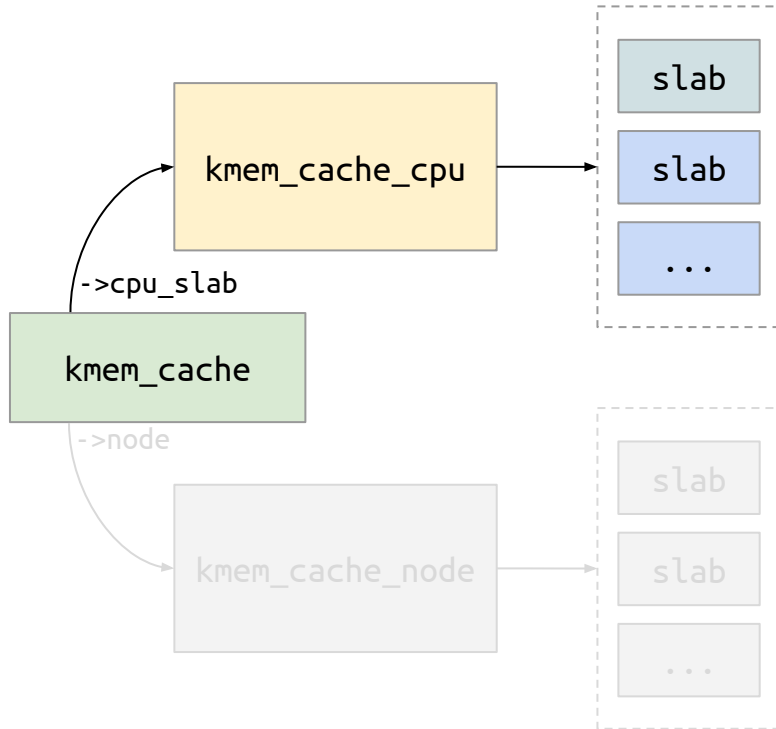 slab
kmem_cache_cpu
slab
...
->cpu_slab
kmem_cache
->node
slab
kmem_cache_node
slab
...